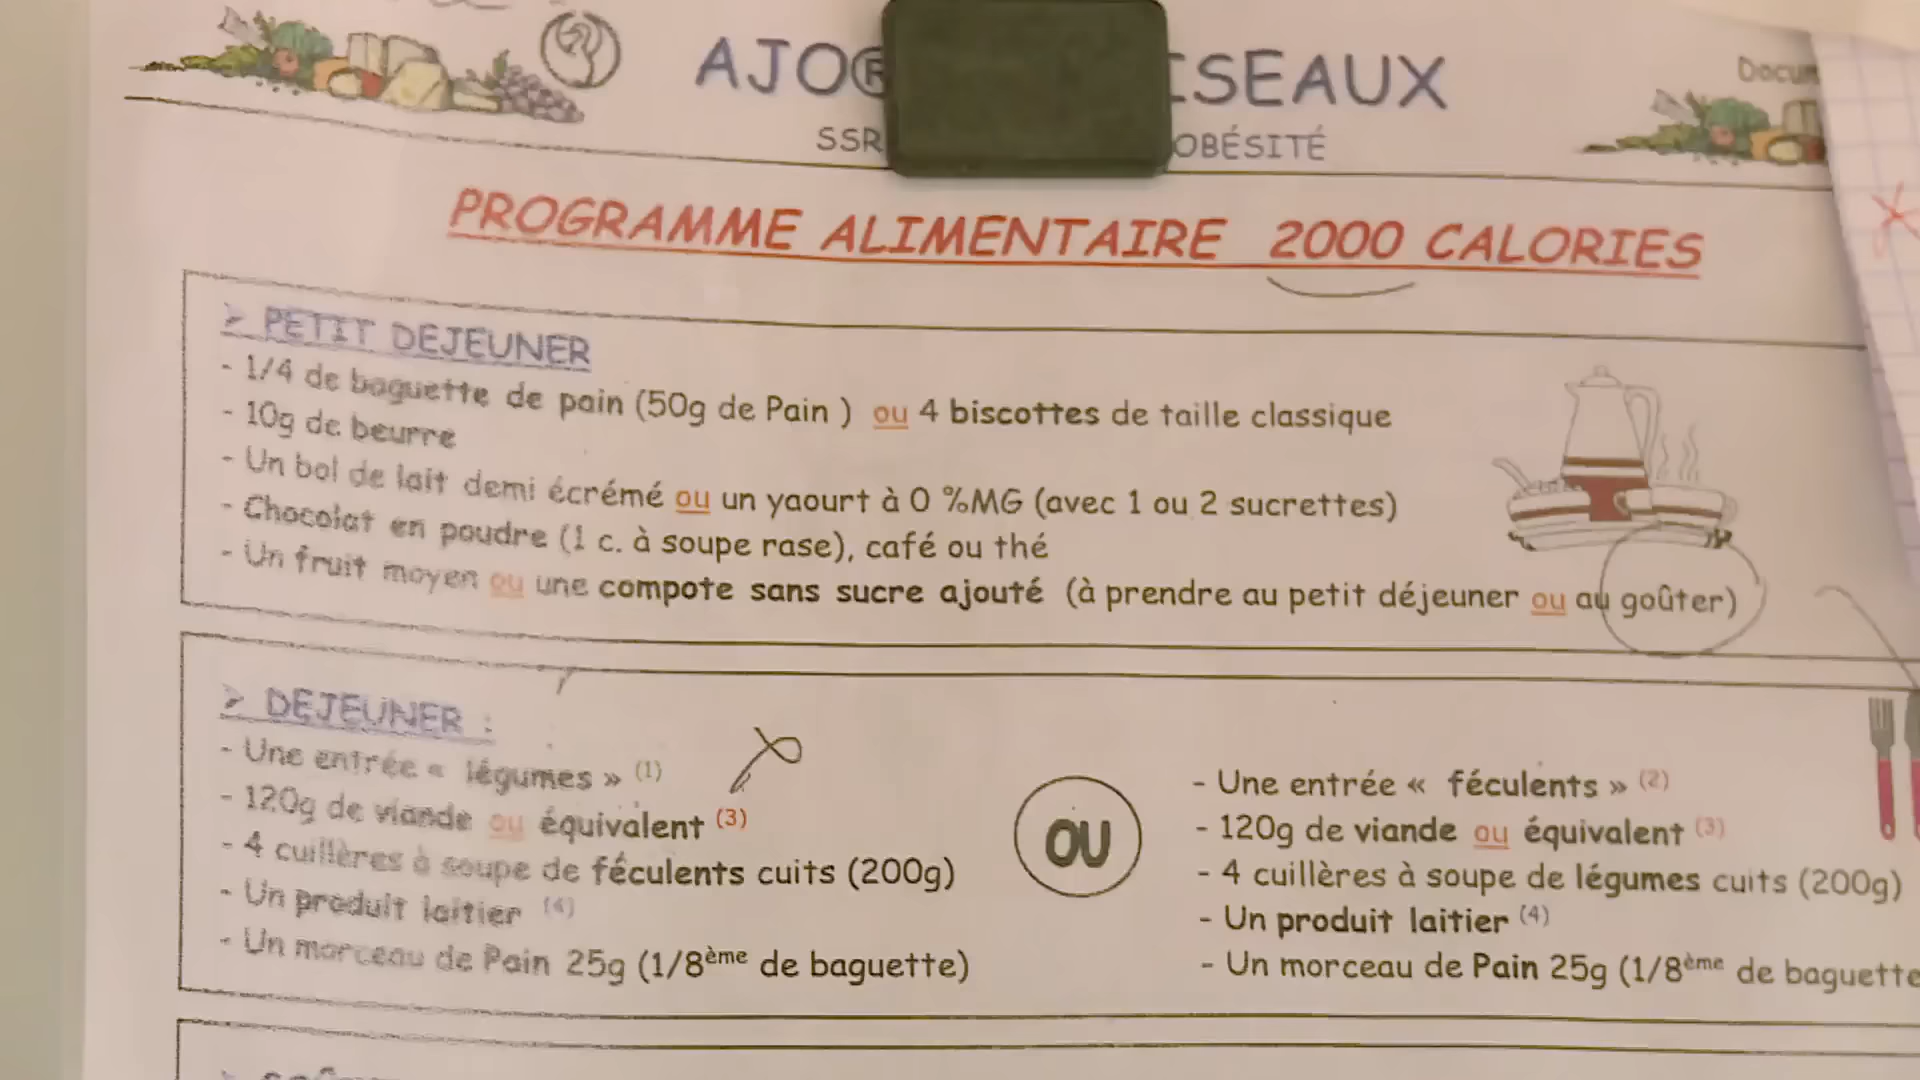 AJO® ISEAUX
Docum
SSR OBÉSITÉ
PROGRAMME ALIMENTAIRE 2000 CALORIES
➢ PETIT DEJEUNER
- 1/4 de baguette de pain (50g de Pain ) ou 4 biscottes de taille classique
- 10g de beurre
- Un bol de lait demi écrémé ou un yaourt à 0 %MG (avec 1 ou 2 sucrettes)
- Chocolat en poudre (1 c. à soupe rase), café ou thé
- Un fruit moyen ou une compote sans sucre ajouté (à prendre au petit déjeuner ou au goûter)
➢ DEJEUNER :
- Une entrée « légumes » (1)
- 120g de viande ou équivalent (3)
- 4 cuillères à soupe de féculents cuits (200g)
- Un produit laitier (4)
- Un morceau de Pain 25g (1/8ème de baguette)
OU
- Une entrée « féculents » (2)
- 120g de viande ou équivalent (3)
- 4 cuillères à soupe de légumes cuits (200g)
- Un produit laitier (4)
- Un morceau de Pain 25g (1/8ème de baguette